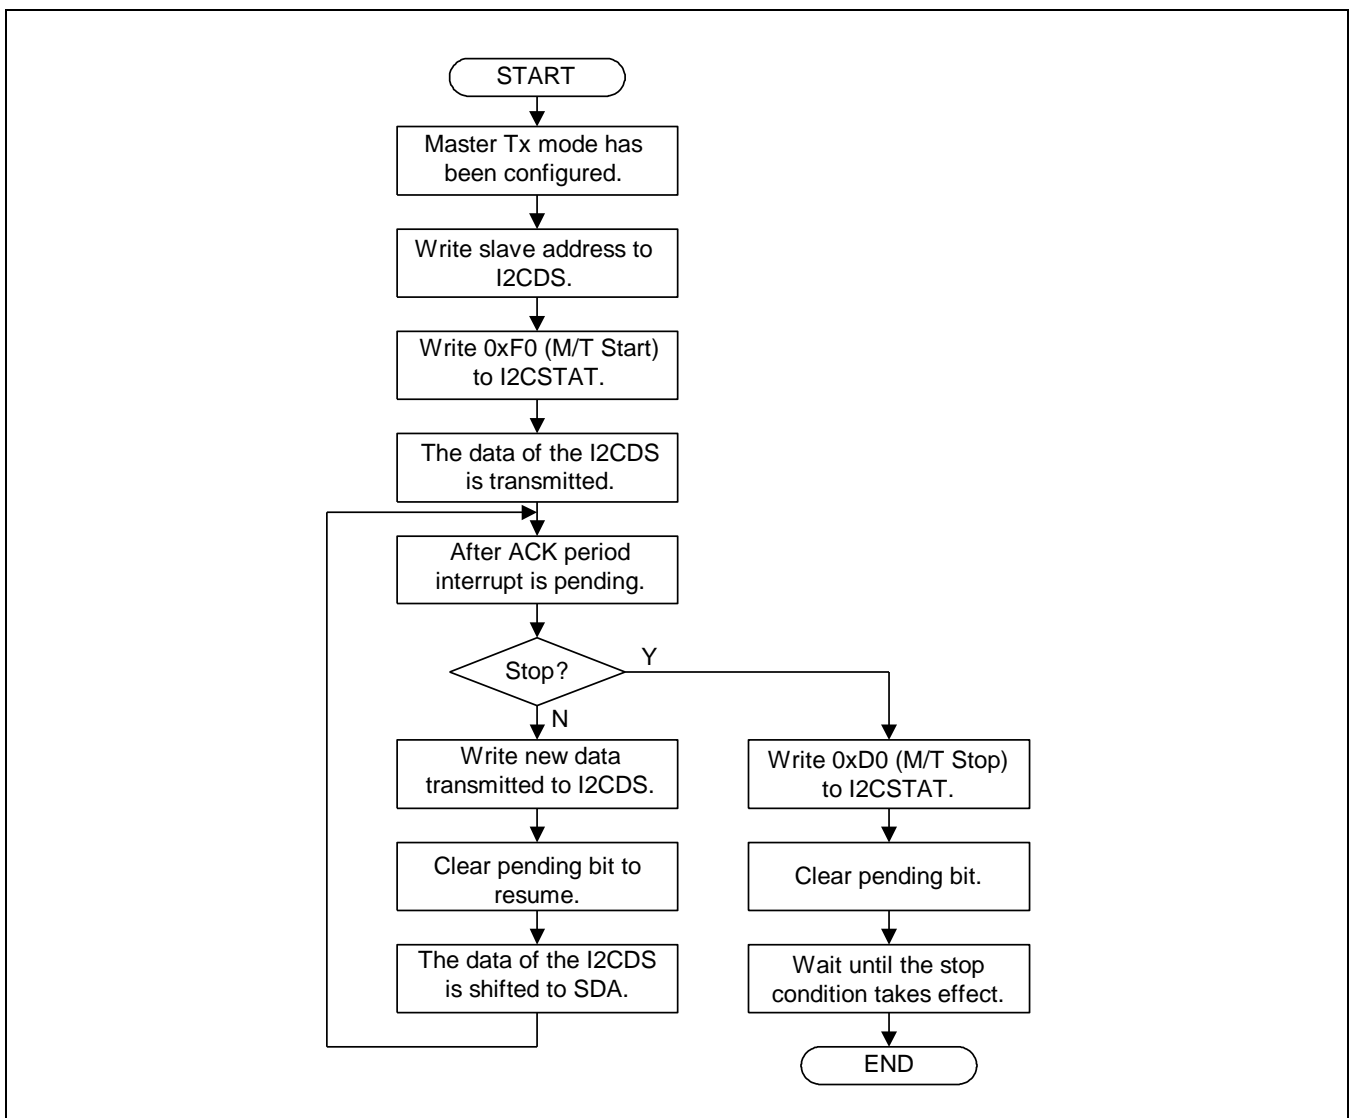 START
Master Tx mode has
been configured.
Write slave address to
I2CDS.
Write 0xF0 (M/T Start)
to I2CSTAT.
The data of the I2CDS
is transmitted.
After ACK period
interrupt is pending.
Stop?
Y
N
Write new data
transmitted to I2CDS.
Clear pending bit to
resume.
The data of the I2CDS
is shifted to SDA.
Write 0xD0 (M/T Stop)
to I2CSTAT.
Clear pending bit.
Wait until the stop
condition takes effect.
END